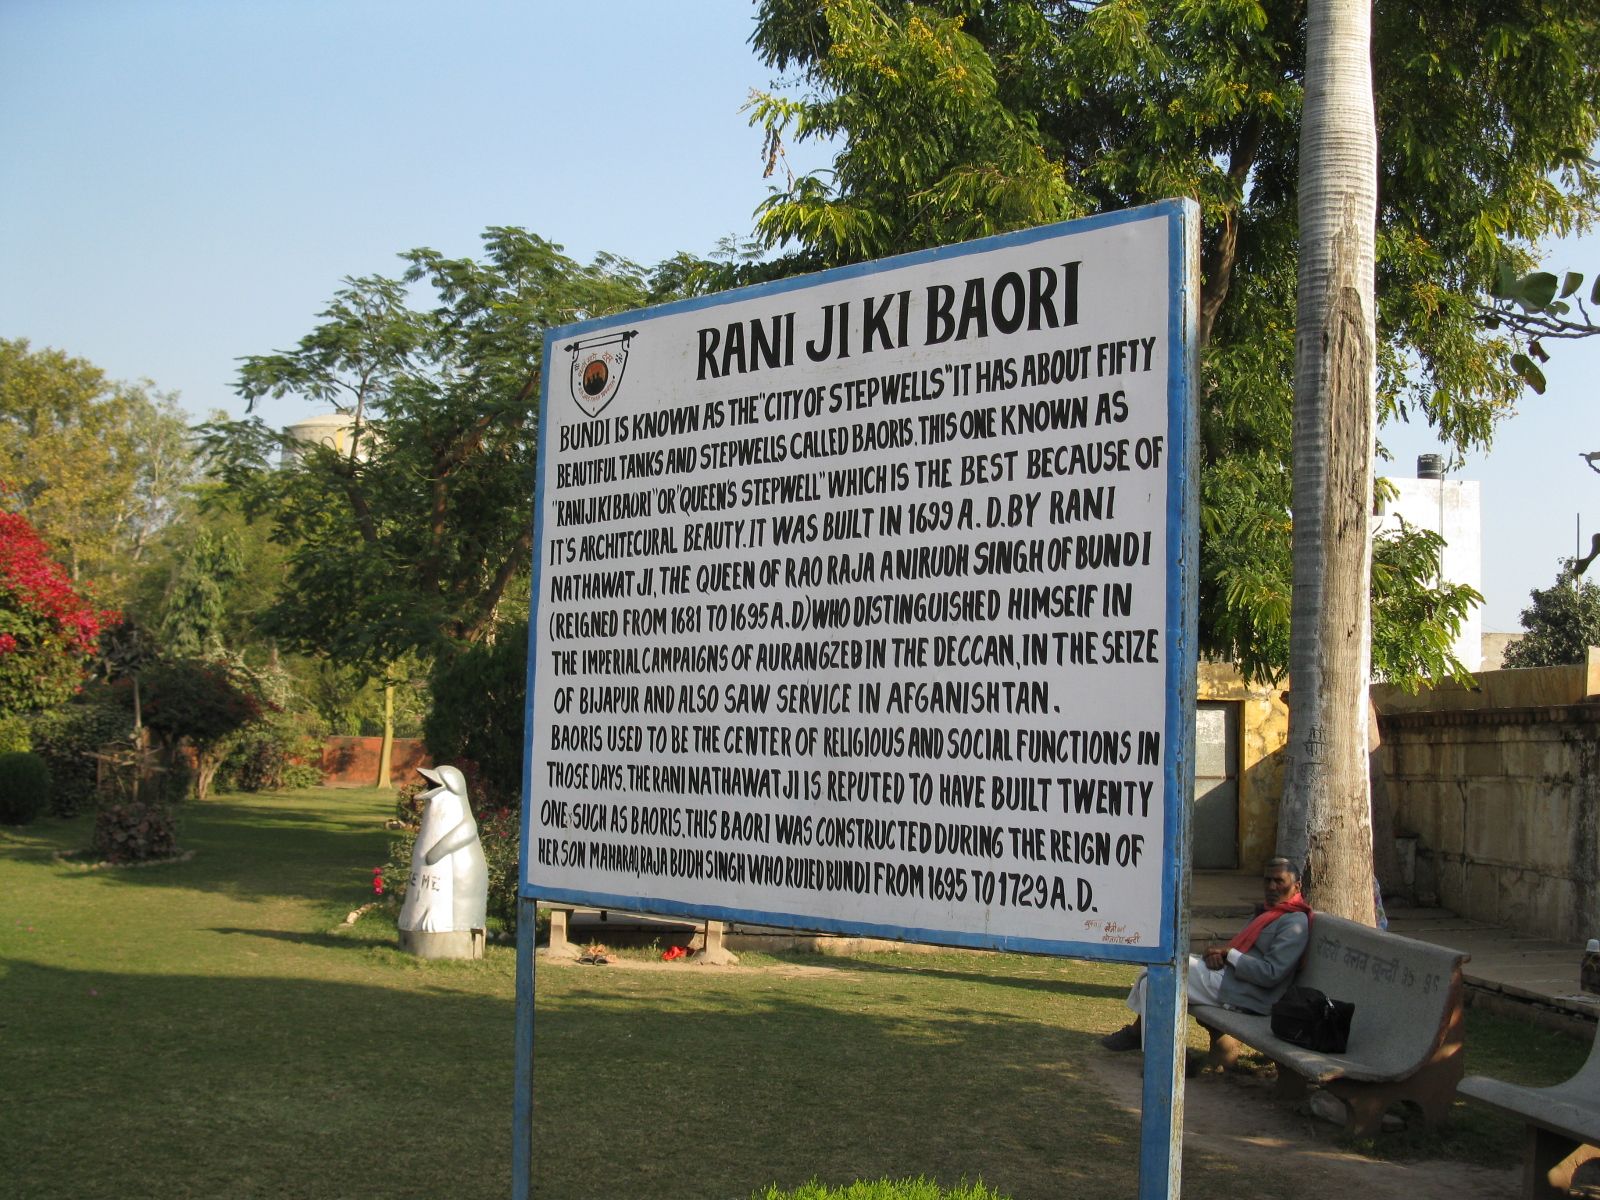 RANI JI KI BAORI
BUNDI IS KNOWN AS THE "CITY OF STEPWELLS" IT HAS ABOUT FIFTY
BEAUTIFUL TANKS AND STEPWELLS CALLED BAORIS. THIS ONE KNOWN AS
"RANIJI KI BAORI" OR "QUEEN'S STEPWELL" WHICH IS THE BEST BECAUSE OF
IT'S ARCHITECURAL BEAUTY. IT WAS BUILT IN 1699 A.D. BY RANI
NATHAWAT JI, THE QUEEN OF RAO RAJA ANIRUDH SINGH OF BUNDI
(REIGNED FROM 1681 TO 1695 A.D) WHO DISTINGUISHED HIMSEIF IN
THE IMPERIAL CAMPAIGNS OF AURANGZEB IN THE DECCAN, IN THE SEIZE
OF BIJAPUR AND ALSO SAW SERVICE IN AFGANISHTAN.
BAORIS USED TO BE THE CENTER OF RELIGIOUS AND SOCIAL FUNCTIONS IN
THOSE DAYS. THE RANI NATHAWAT JI IS REPUTED TO HAVE BUILT TWENTY
ONE SUCH AS BAORIS. THIS BAORI WAS CONSTRUCTED DURING THE REIGN OF
HER SON MAHARAO, RAJA BUDH SINGH WHO RUIED BUNDI FROM 1695 TO 1729 A.D.
ME
रोटरी क्लब बून्दी